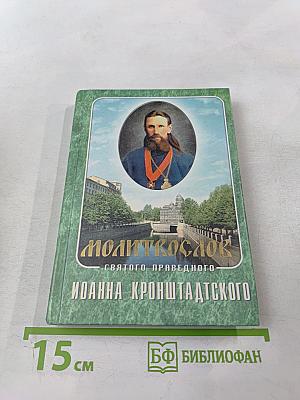 МОЛИТВОСЛОВ
СВЯТОГО ПРАВЕДНОГО
ИОАННА КРОНШТАДТСКОГО
15 см
БФ БИБЛИОФАН